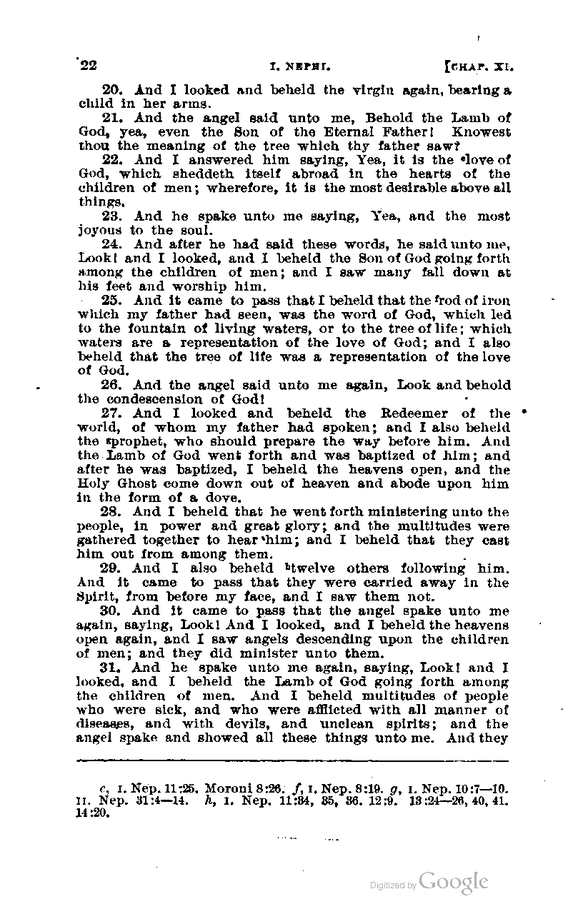 22 I. NEPHI. [CHAP. XI.
20. And I looked and beheld the virgin again, bearing a
child in her arms.
21. And the angel said unto me, Behold the Lamb of
God, yea, even the Son of the Eternal Father! Knowest
thou the meaning of the tree which thy father saw?
22. And I answered him saying, Yea, it is the ᵉlove of
God, which sheddeth itself abroad in the hearts of the
children of men; wherefore, it is the most desirable above all
things.
23. And he spake unto me saying, Yea, and the most
joyous to the soul.
24. And after he had said these words, he said unto me,
Look! and I looked, and I beheld the Son of God going forth
among the children of men; and I saw many fall down at
his feet and worship him.
25. And it came to pass that I beheld that the ᶠrod of iron
which my father had seen, was the word of God, which led
to the fountain of living waters, or to the tree of life; which
waters are a representation of the love of God; and I also
beheld that the tree of life was a representation of the love
of God.
26. And the angel said unto me again, Look and behold
the condescension of God!
27. And I looked and beheld the Redeemer of the
world, of whom my father had spoken; and I also beheld
the ᵍprophet, who should prepare the way before him. And
the Lamb of God went forth and was baptized of him; and
after he was baptized, I beheld the heavens open, and the
Holy Ghost come down out of heaven and abode upon him
in the form of a dove.
28. And I beheld that he went forth ministering unto the
people, in power and great glory; and the multitudes were
gathered together to hear him; and I beheld that they cast
him out from among them.
29. And I also beheld ʰtwelve others following him.
And it came to pass that they were carried away in the
Spirit, from before my face, and I saw them not.
30. And it came to pass that the angel spake unto me
again, saying, Look! And I looked, and I beheld the heavens
open again, and I saw angels descending upon the children
of men; and they did minister unto them.
31. And he spake unto me again, saying, Look! and I
looked, and I beheld the Lamb of God going forth among
the children of men. And I beheld multitudes of people
who were sick, and who were afflicted with all manner of
diseases, and with devils, and unclean spirits; and the
angel spake and showed all these things unto me. And they
e, I. Nep. 11:25. Moroni 8:26. f, I. Nep. 8:19. g, I. Nep. 10:7—10.
II. Nep. 31:4—14. h, I. Nep. 11:34, 35, 36. 12:9. 13:24—26, 40, 41.
14:20.
Digitized by Google